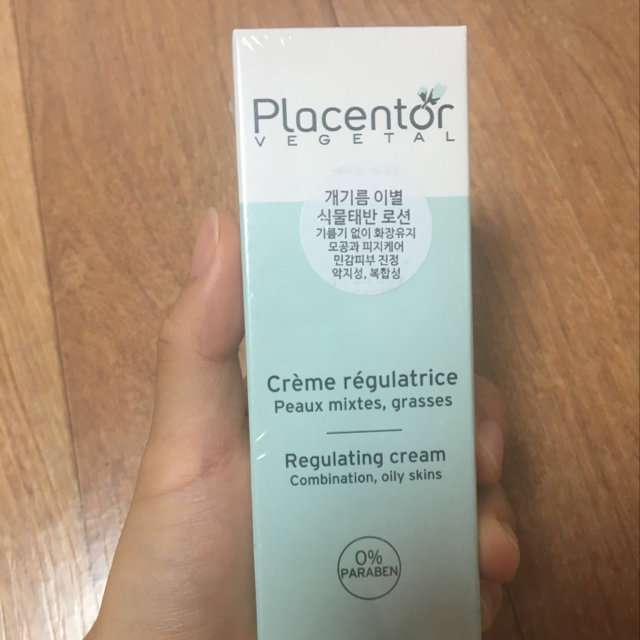 Placentor
VEGETAL
개기름 이별
식물태반 로션
기름기 없이 화장유지
모공과 피지케어
민감피부 진정
악지성, 복합성
Crème régulatrice
Peaux mixtes, grasses
Regulating cream
Combination, oily skins
0%
PARABEN